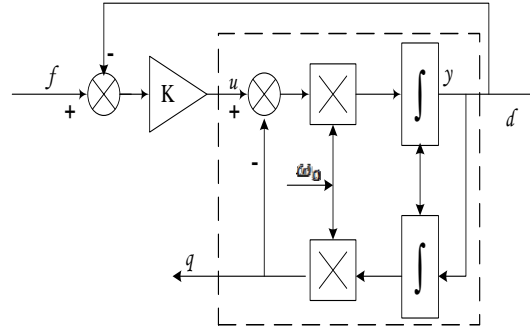 -
f
+
K
u
+
-
y
d
∫
ω₀
q
∫